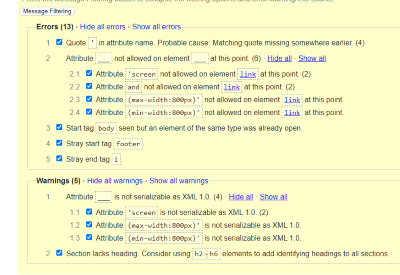 Message Filtering
Errors (13) · Hide all errors · Show all errors
1 Quote ' in attribute name. Probable cause: Matching quote missing somewhere earlier. (4)
2 Attribute ___ not allowed on element ___ at this point. (6) · Hide all · Show all
2.1 Attribute 'screen not allowed on element link at this point. (2)
2.2 Attribute and not allowed on element link at this point. (2)
2.3 Attribute (max-width:800px)' not allowed on element link at this point.
2.4 Attribute (min-width:800px)' not allowed on element link at this point.
3 Start tag body seen but an element of the same type was already open.
4 Stray start tag footer.
5 Stray end tag i.
Warnings (5) · Hide all warnings · Show all warnings
1 Attribute ___ is not serializable as XML 1.0. (4) · Hide all · Show all
1.1 Attribute 'screen is not serializable as XML 1.0. (2)
1.2 Attribute (max-width:800px)' is not serializable as XML 1.0.
1.3 Attribute (min-width:800px)' is not serializable as XML 1.0.
2 Section lacks heading. Consider using h2-h6 elements to add identifying headings to all sections.